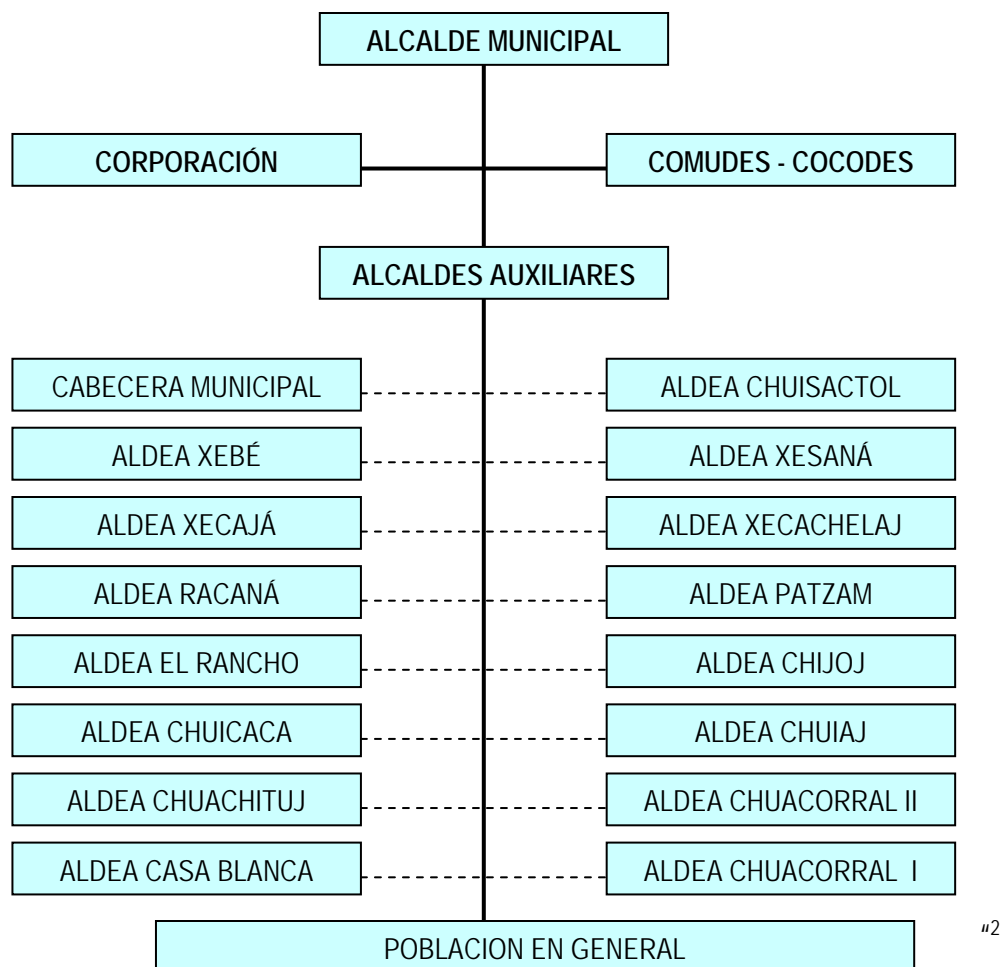 ALCALDE MUNICIPAL
CORPORACIÓN
COMUDES - COCODES
ALCALDES AUXILIARES
CABECERA MUNICIPAL
ALDEA CHUISACTOL
ALDEA XEBÉ
ALDEA XESANÁ
ALDEA XECAJÁ
ALDEA XECACHELAJ
ALDEA RACANÁ
ALDEA PATZAM
ALDEA EL RANCHO
ALDEA CHIJOJ
ALDEA CHUICACA
ALDEA CHUIAJ
ALDEA CHUACHITUJ
ALDEA CHUACORRAL II
ALDEA CASA BLANCA
ALDEA CHUACORRAL I
"2
POBLACION EN GENERAL